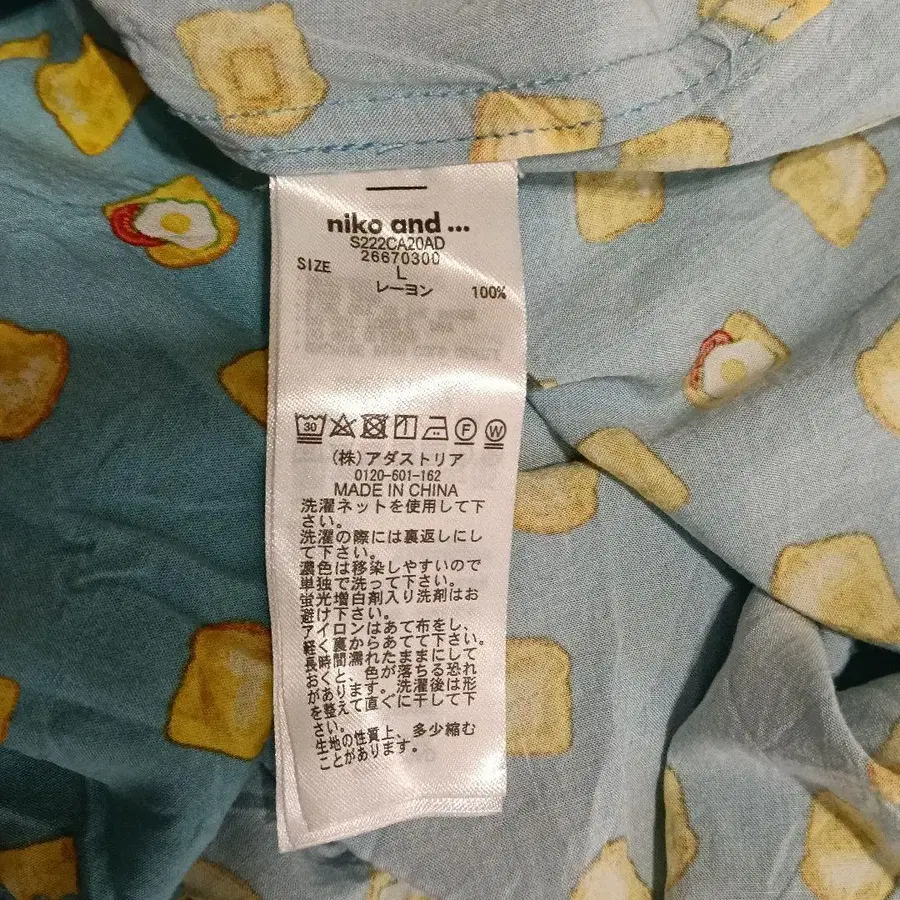 niko and ...
S222CA20AD
26670300
SIZE L
レーヨン 100%
30
F
W
(株)アダストリア
0120-601-162
MADE IN CHINA
洗濯ネットを使用して下
さい。
洗濯の際には裏返しにし
て下さい。
濃色は移染しやすいので
単独で洗って下さい。
蛍光増白剤入り洗剤はお
避け下さい。
アイロンはあて布をし、
軽く裏からあてて下さい。
長時間濡れたままにして
おくと、色が落ちる恐れ
があります。洗濯後は形
を整えて直ぐに干して下
さい。
生地の性質上、多少縮む
ことがあります。